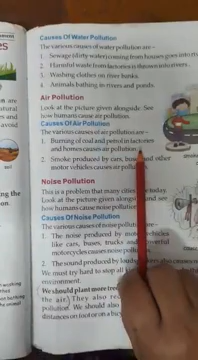 Causes Of Water Pollution
The various causes of water pollution are –
1. Sewage (dirty water) coming from houses goes into
2. Harmful waste from factories is thrown into rivers.
3. Washing clothes on river banks.
4. Animals bathing in rivers and ponds.
Air Pollution
Look at the picture given alongside. See
how humans cause air pollution.
Causes Of Air Pollution
The various causes of air pollution are –
1. Burning of coal and petrol in factories
and homes causes air pollution.
2. Smoke produced by cars, buses and other
motor vehicles causes air pollution.
Noise Pollution
This is a problem that many cities face today.
Look at the picture given alongside and see
how humans cause noise pollution.
Causes Of Noise Pollution
The various causes of noise pollution are –
1. The noise produced by motor vehicles
like cars, buses, trucks and
motorcycles causes noise pollution.
2. The sound produced by loudspeakers also causes
We must try hard to stop all
environment.
We should plant more trees
the air. They also
pollution. We should also
distances on foot or on a